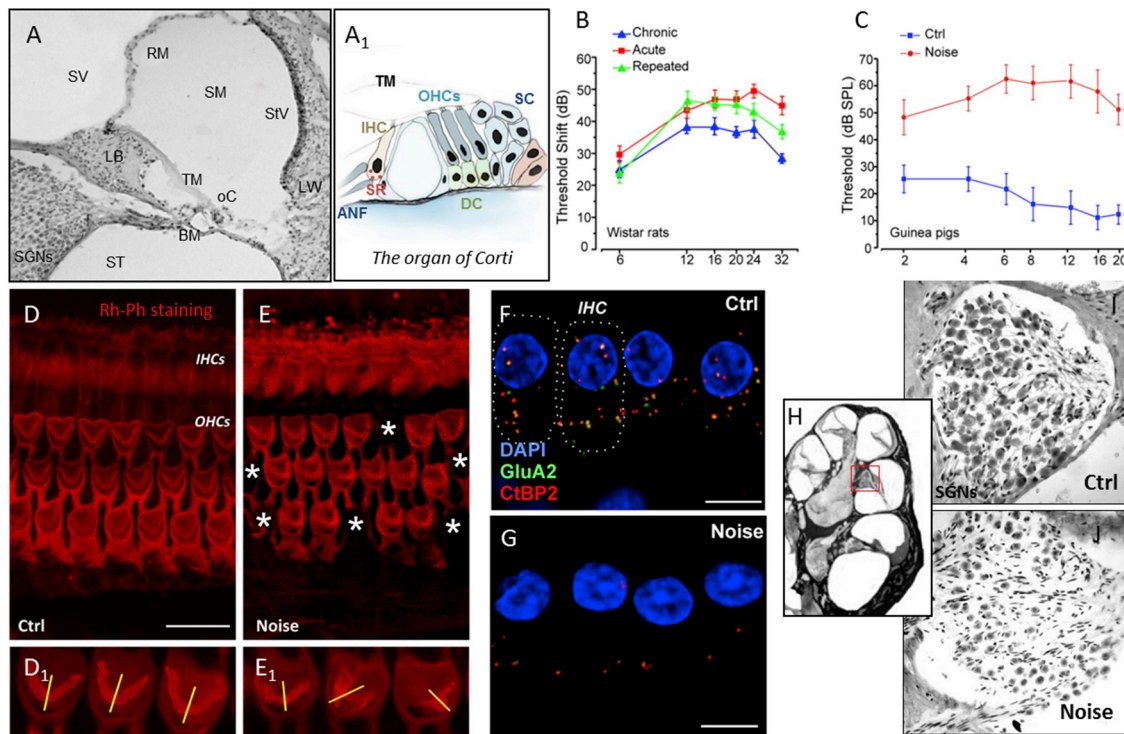 A
SV
RM
SM
StV
LB
TM
oC
LW
BM
SGNs
ST
A1
TM
OHCs
SC
IHC
SR
ANF
DC
The organ of Corti
B
Chronic
Acute
Repeated
Threshold Shift (dB)
60
50
40
30
20
10
0
Wistar rats
6
12
16
20
24
32
C
Ctrl
Noise
Threshold (dB SPL)
70
60
50
40
30
20
10
0
Guinea pigs
2
4
6
8
12
16
20
D
Rh-Ph staining
IHCs
OHCs
Ctrl
E
*
*
*
*
*
*
Noise
D1
E1
F
IHC
Ctrl
DAPI
GluA2
CtBP2
G
Noise
H
I
SGNs
Ctrl
J
Noise